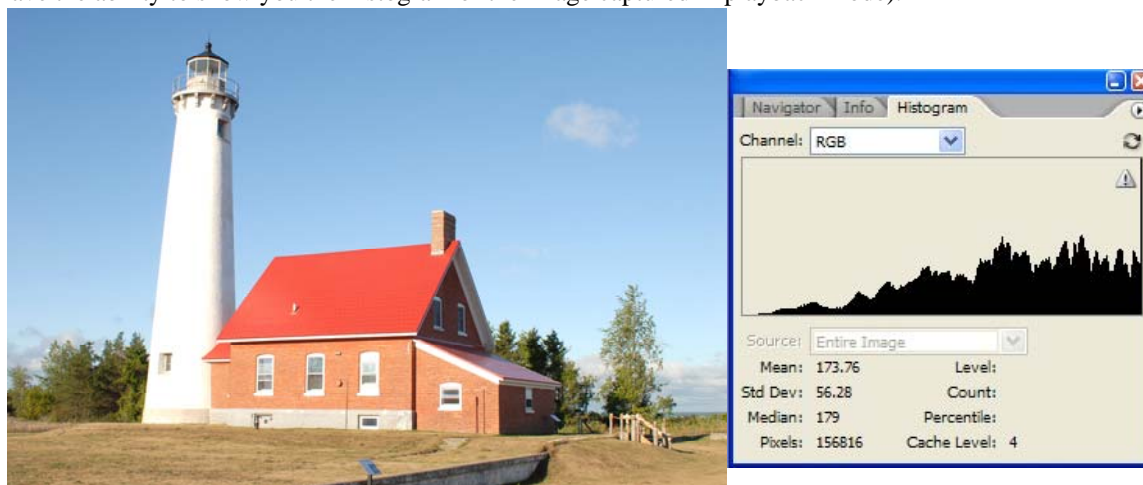 Navigator Info Histogram
Channel: RGB
Source: Entire Image
Mean: 173.76 Level:
Std Dev: 56.28 Count:
Median: 179 Percentile:
Pixels: 156816 Cache Level: 4